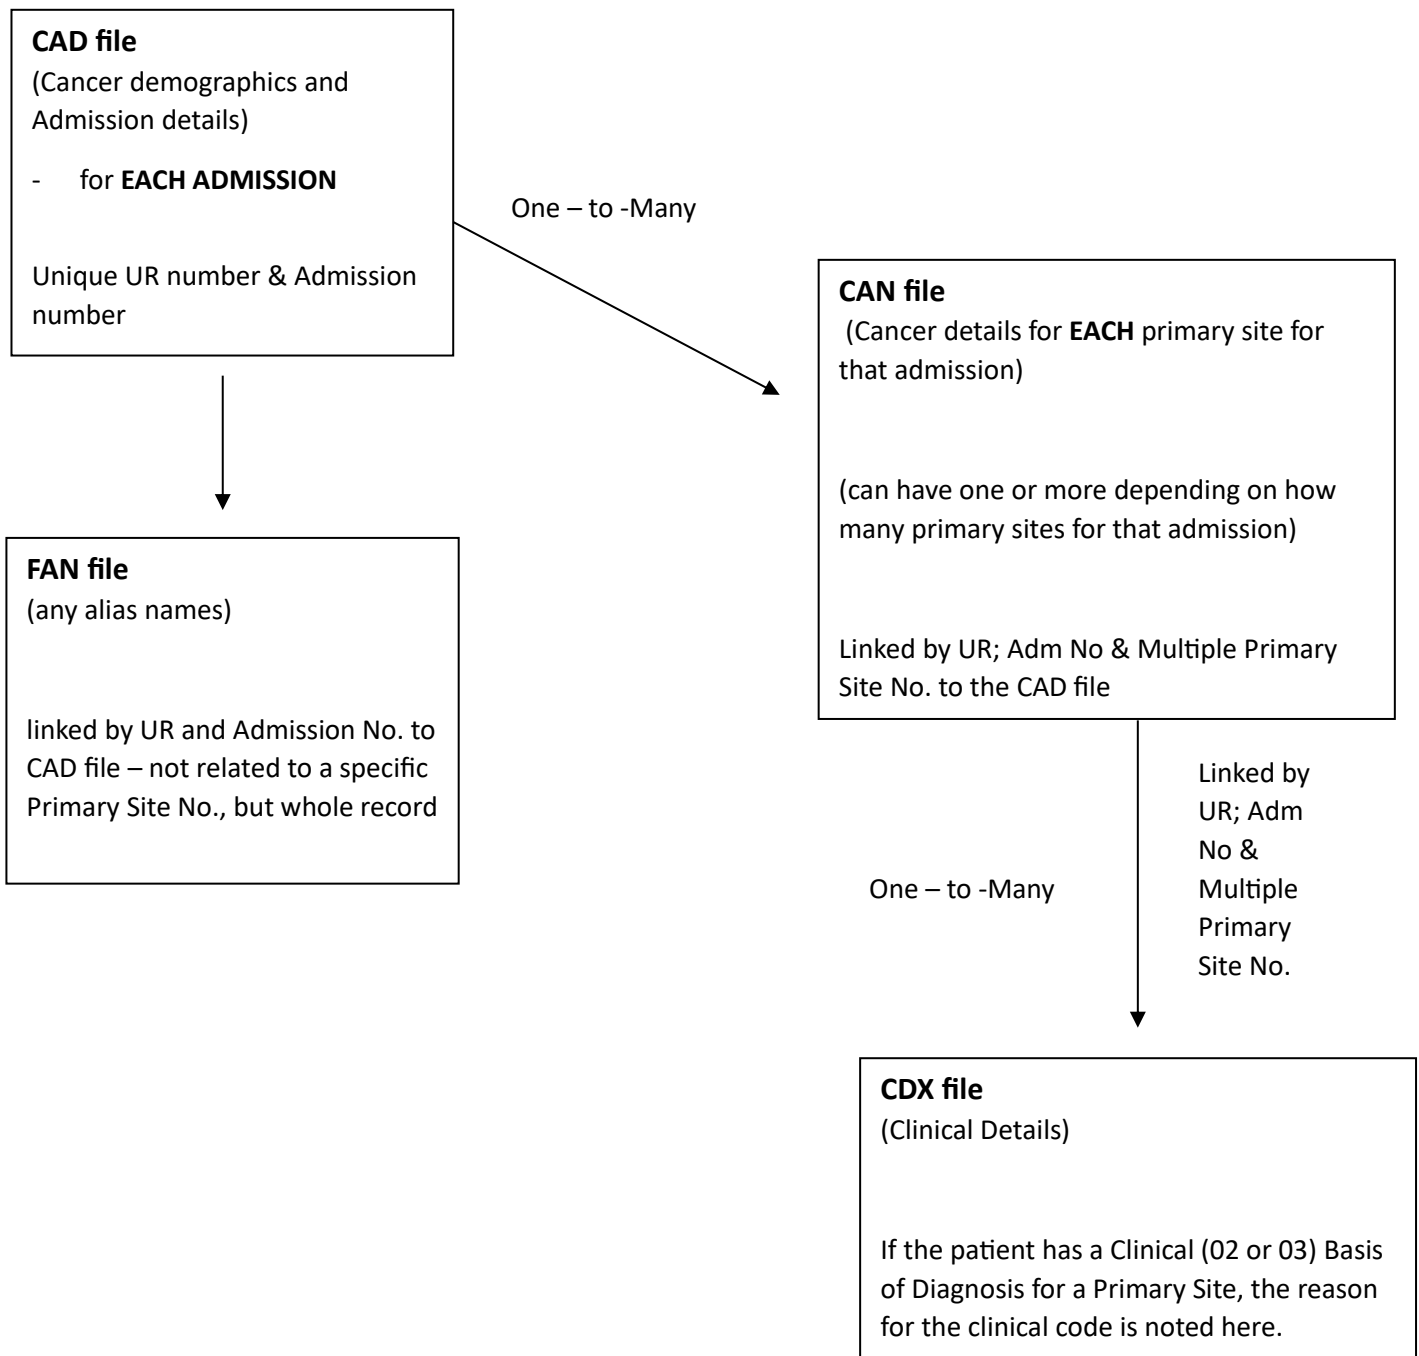 CAD file
(Cancer demographics and
Admission details)
- for EACH ADMISSION
Unique UR number & Admission
number
One – to -Many
CAN file
(Cancer details for EACH primary site for
that admission)
(can have one or more depending on how
many primary sites for that admission)
Linked by UR; Adm No & Multiple Primary
Site No. to the CAD file
FAN file
(any alias names)
linked by UR and Admission No. to
CAD file – not related to a specific
Primary Site No., but whole record
One – to -Many
Linked by
UR; Adm
No &
Multiple
Primary
Site No.
CDX file
(Clinical Details)
If the patient has a Clinical (02 or 03) Basis
of Diagnosis for a Primary Site, the reason
for the clinical code is noted here.